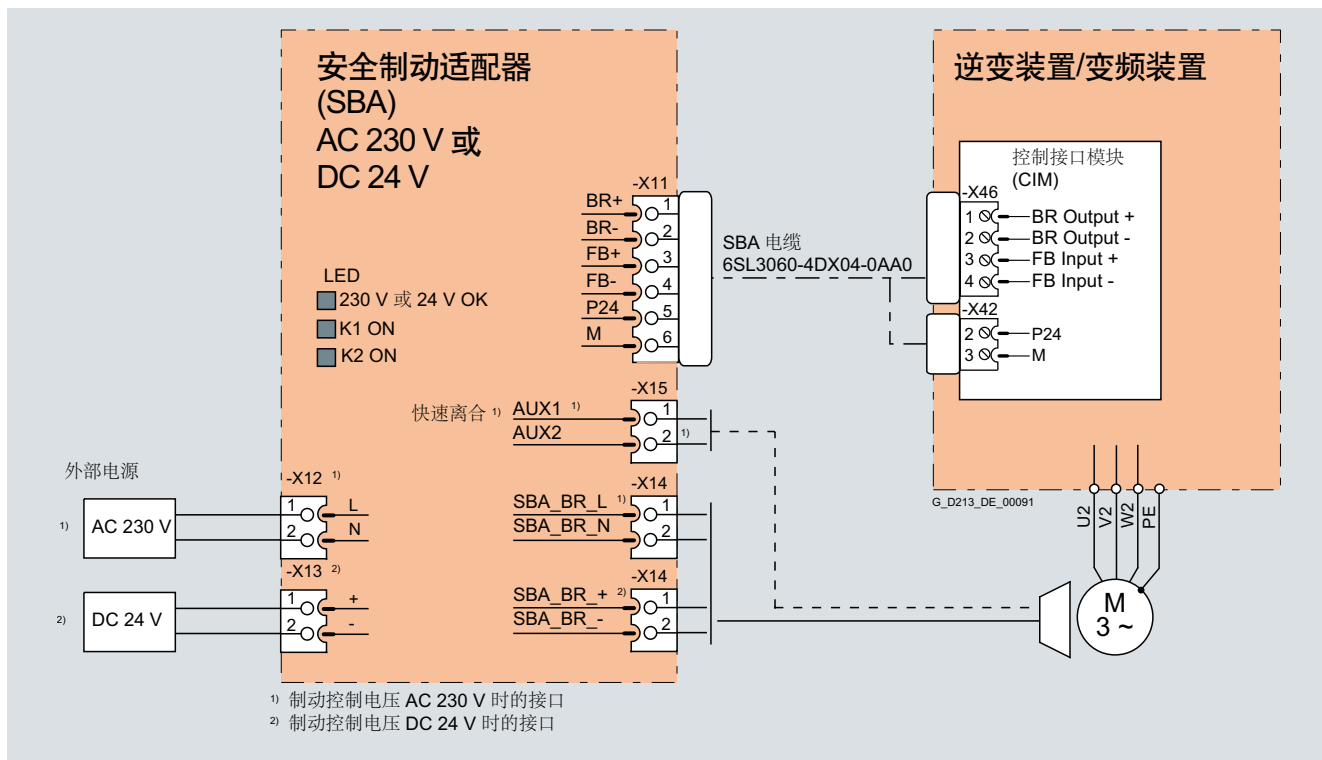 安全制动适配器
(SBA)
AC 230 V 或
DC 24 V
LED
230 V 或 24 V OK
K1 ON
K2 ON
-X11
BR+ 1
BR- 2
FB+ 3
FB- 4
P24 5
M 6
SBA 电缆
6SL3060-4DX04-0AA0
逆变装置/变频装置
控制接口模块
(CIM)
-X46
1 BR Output +
2 BR Output -
3 FB Input +
4 FB Input -
-X42
2 P24
3 M
-X15
快速离合 1) AUX1 1) 1
AUX2 2 1)
外部电源
1) AC 230 V
-X12 1)
1 L
2 N
-X14
SBA_BR_L 1) 1
SBA_BR_N 2
2) DC 24 V
-X13 2)
1 +
2 -
-X14
SBA_BR_+ 2) 1
SBA_BR_- 2
G_D213_DE_00091
U2
V2
W2
PE
M
3 ~
1) 制动控制电压 AC 230 V 时的接口
2) 制动控制电压 DC 24 V 时的接口